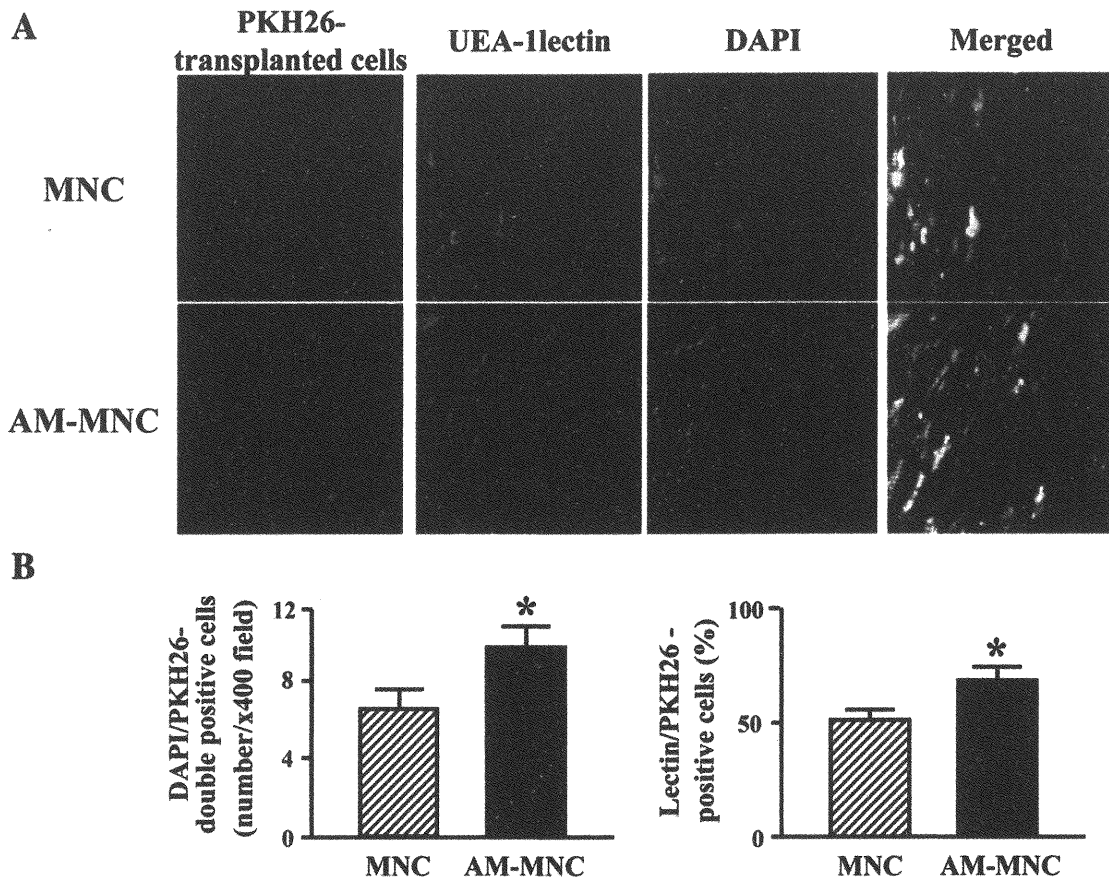 A
PKH26-
transplanted cells
UEA-1lectin
DAPI
Merged
MNC
AM-MNC
B
DAPI/PKH26-
double positive cells
(number/x400 field)
12
8
4
0
*
MNC
AM-MNC
Lectin/PKH26 -
positive cells (%)
100
50
0
*
MNC
AM-MNC